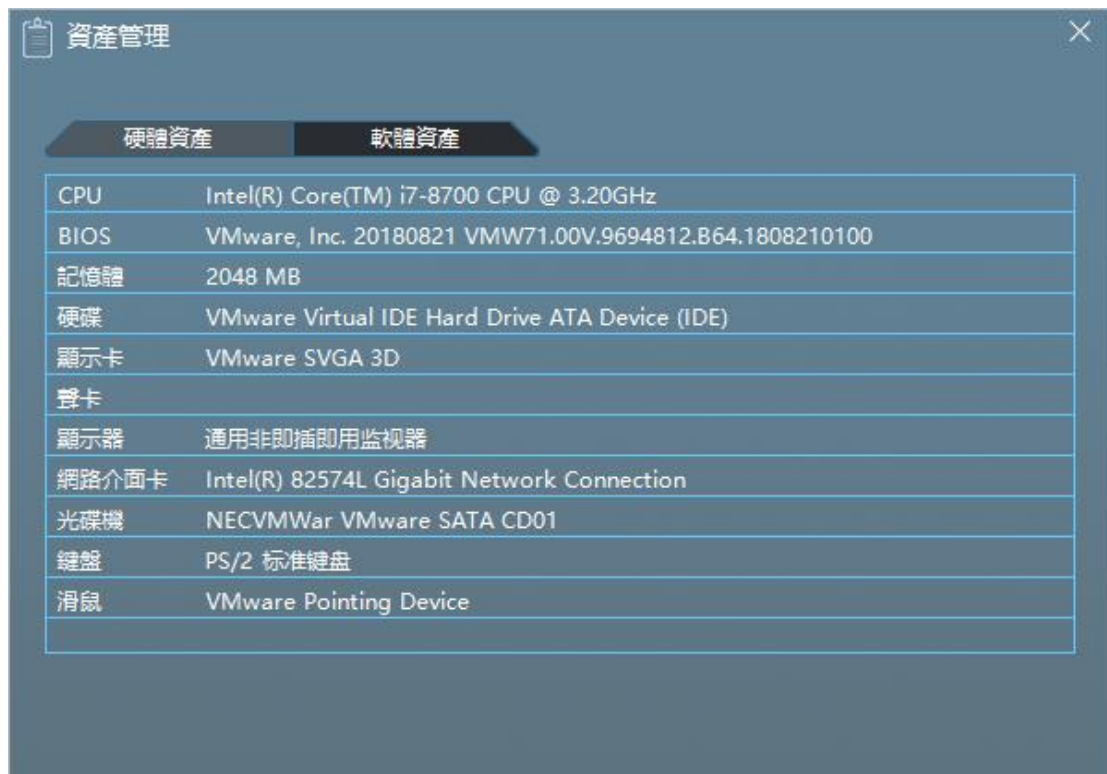 資產管理
硬體資產 軟體資產
CPU Intel(R) Core(TM) i7-8700 CPU @ 3.20GHz
BIOS VMware, Inc. 20180821 VMW71.00V.9694812.B64.1808210100
記憶體 2048 MB
硬碟 VMware Virtual IDE Hard Drive ATA Device (IDE)
顯示卡 VMware SVGA 3D
聲卡
顯示器 通用非即插即用监视器
網路介面卡 Intel(R) 82574L Gigabit Network Connection
光碟機 NECVMWar VMware SATA CD01
鍵盤 PS/2 标准键盘
滑鼠 VMware Pointing Device